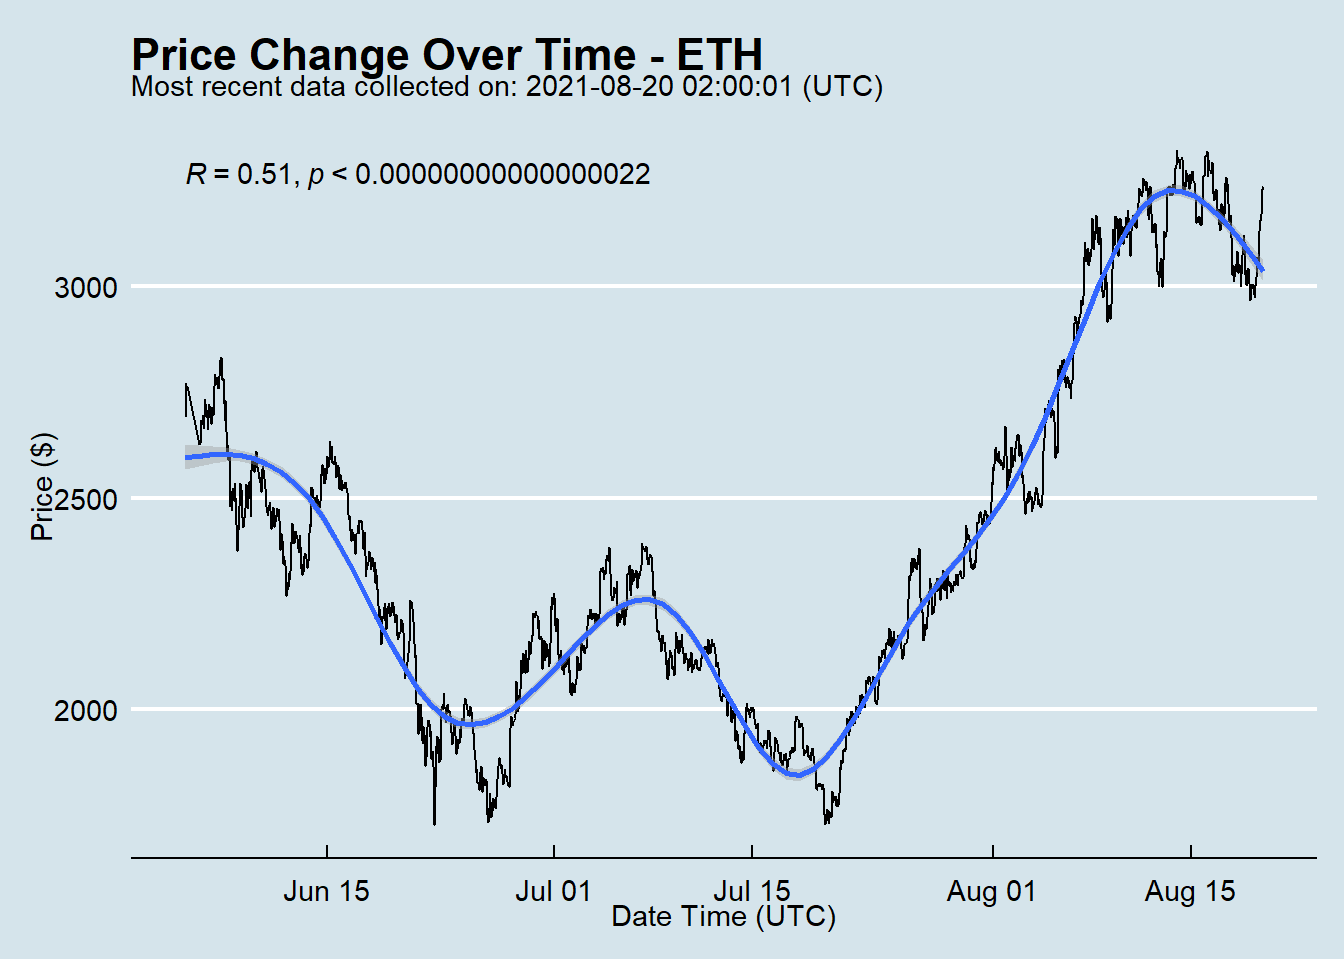 Price Change Over Time - ETH
Most recent data collected on: 2021-08-20 02:00:01 (UTC)
R = 0.51, p < 0.00000000000000022
3000
2500
2000
Price ($)
Jun 15 Jul 01 Jul 15 Aug 01 Aug 15
Date Time (UTC)